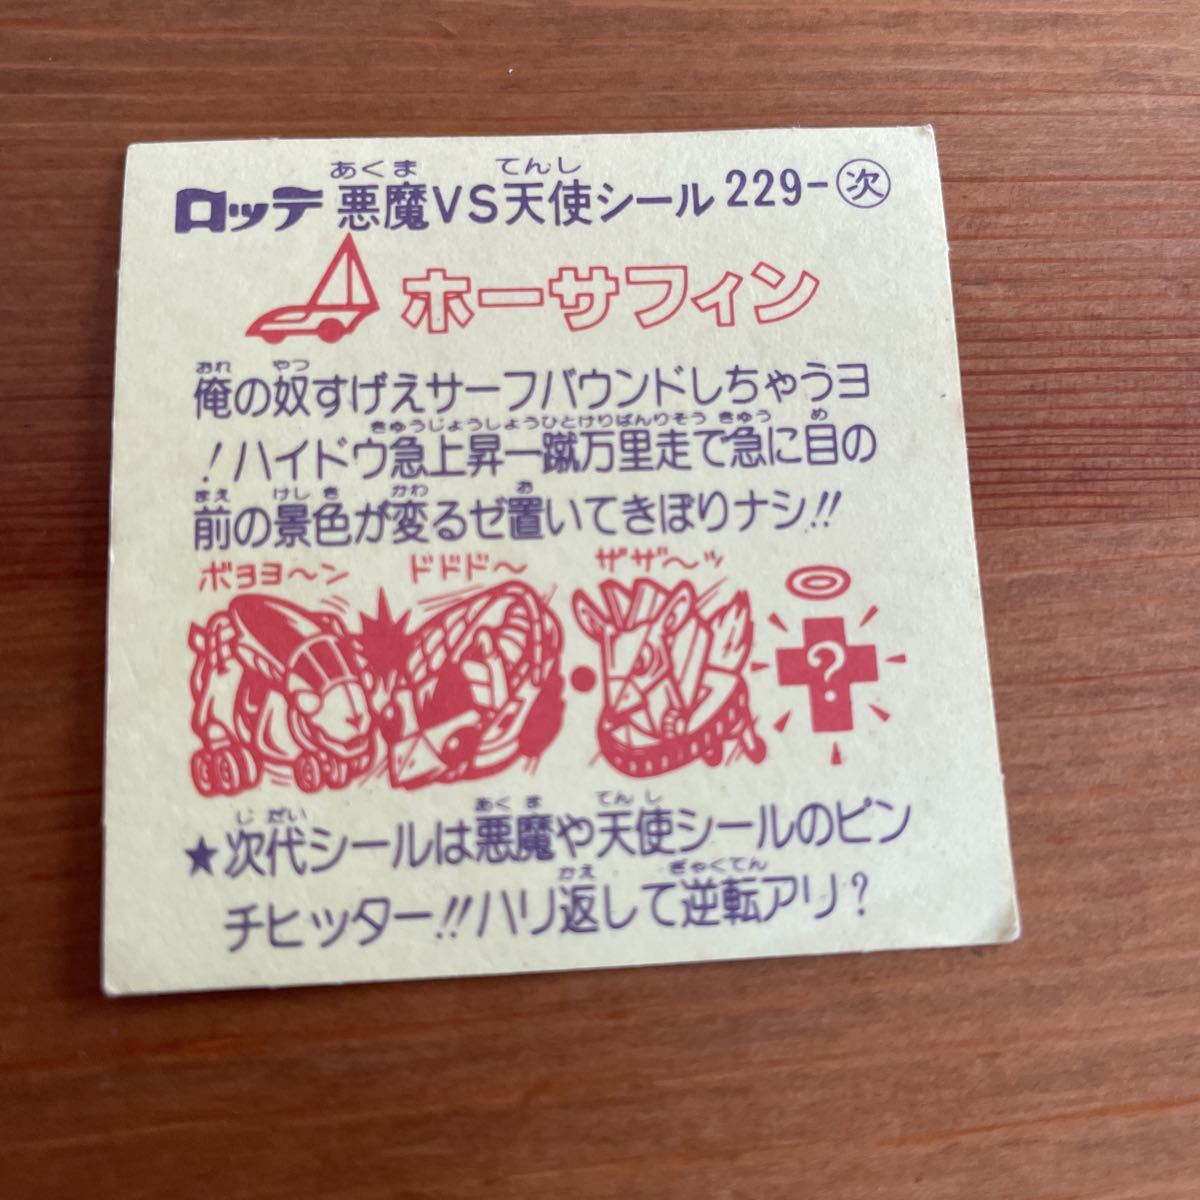 あくま てんし
ロッテ 悪魔VS天使シール 229-次
ホーサフィン
おれ やつ
俺の奴すげえサーフバウンドしちゃうヨ
きゅうじょうしょうひとけりばんりそう きゅう め
!ハイドウ急上昇一蹴万里走で急に目の
まえ けしき かわ お
前の景色が変るゼ置いてきぼりナシ!!
ボヨヨ〜ン ドドド〜 ザザ〜ッ
?
じだい あくま てんし
★次代シールは悪魔や天使シールのピン
かえ ぎゃくてん
チヒッター!!ハリ返して逆転アリ?